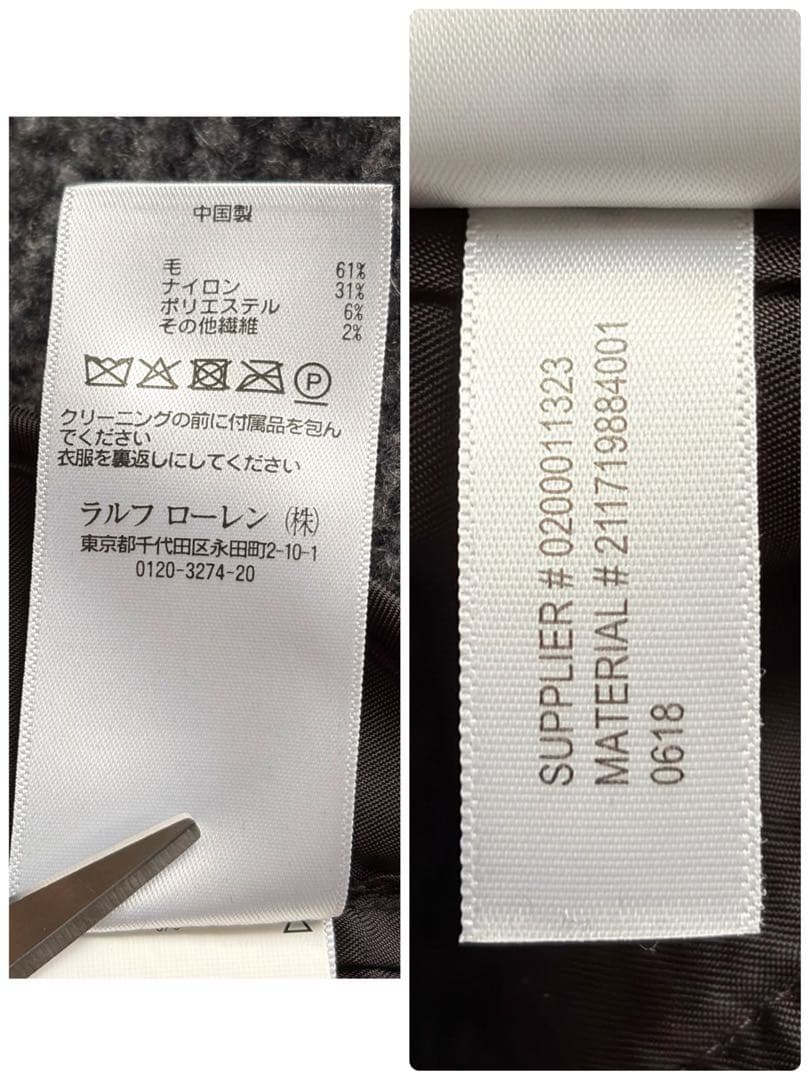 中国製
毛 61%
ナイロン 31%
ポリエステル 6%
その他繊維 2%
P
クリーニングの前に付属品を包ん
でください
衣服を裏返しにしてください
ラルフ ローレン (株)
東京都千代田区永田町2-10-1
0120-3274-20
SUPPLIER # 0200011323
MATERIAL # 211719884001
0618